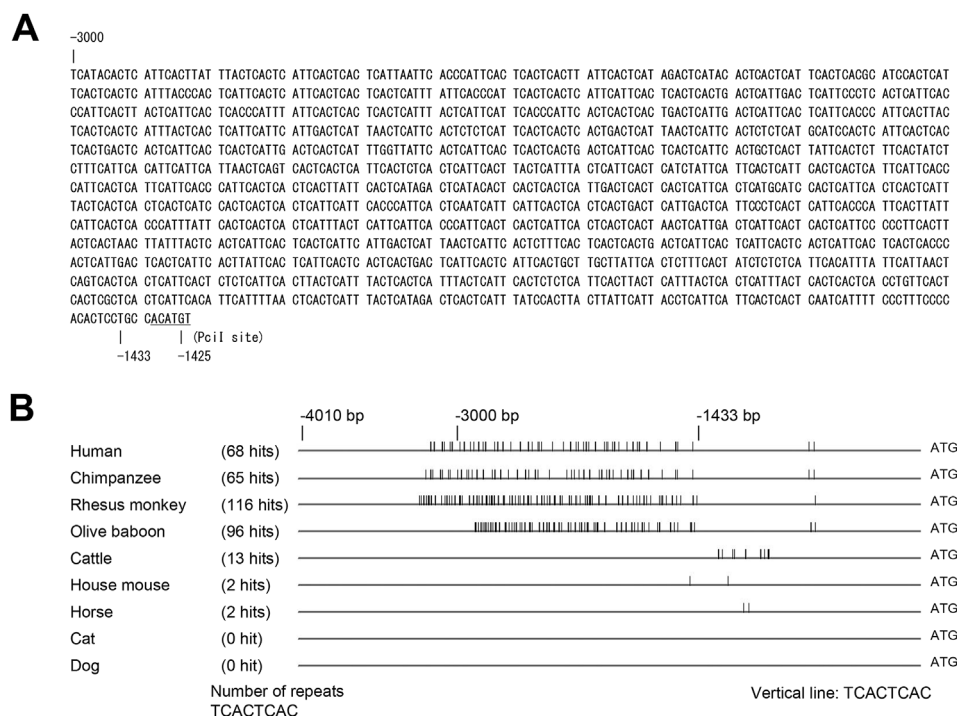 A
-3000
TCATACACTC ATTCACTTAT TTACTCACTC ATTCACTCAC TCATTAATTC ACCCATTCAC TCACTCACTT ATTCACTCAT AGACTCATAC ACTCACTCAT TCACTCACGC ATCCACTCAT
TCACTCACTC ATTTACCCAC TCATTCACTC ATTCACTCAC TCACTCATTT ATTCACCCAT TCACTCACTC ATTCATTCAC TCACTCACTG ACTCATTGAC TCATTCCCTC ACTCATTCAC
CCATTCACTT ACTCATTCAC TCACCCATTT ATTCACTCAC TCACTCATTT ACTCATTCAT TCACCCATTC ACTCACTCAC TGACTCATTG ACTCATTCAC TCATTCACTC ATTCACTTAC
TCACTCACTC ATTTACTCAC TCATTCATTC ATTGACTCAT TAACTCATTC ACTCTCTCAT TCACTCACTC ACTGACTCAT TAACTCATTC ACTCTCTCAT GCATCCACTC ATTCACTCAC
TCACTGACTC ACTCACTCAT TCACTCATTG ACTCACTCAT TTGGTTATTC ACTCATTCAC TCACTCACTG ACTCATTCAC TCACTCATTC ACTGCTCACT TATTCACTCT TTCACTATCT
CTTTCATTCA CATTCATTCA TTAACTCAGT CACTCACTCA TTCACTCTCA CTCATTCACT TACTCATTTA CTCATTCACT CATCTATTCA TTCACTCATT CACTCACTCA TTCATTCACC
CATTCACTCA TTCATTCACC CATTCACTCA CTCACTTATT CACTCATAGA CTCATACACT CACTCACTCA TTGACTCACT CACTCATTCA CTCATGCATC CACTCATTCA CTCACTCATT
TACTCACTCA CTCACTCATC CACTCACTCA CTCATTCATT CACCCATTCA CTCAATCATT CATTCACTCA CTCACTGACT CATTGACTCA TTCCCTCACT CATTCACCCA TTCACTTATT
CATTCACTCA CCCATTTATT CACTCACTCA CTCATTTACT CATTCATTCA CCCATTCACT CACTCATTCA CTCACTCACT AACTCATTGA CTCATTCACT CACTCATTCC CCCTTCACTT
ACTCACTAAC TTATTTACTC ACTCATTCAC TCACTCATTC ATTGACTCAT TAACTCATTC ACTCTTTCAC TCACTCACTG ACTCATTCAC TCATTCACTC ACTCATTCAC TCACTCACCC
ACTCATTGAC TCACTCATTC ACTTATTCAC TCATTCACTC ACTCACTGAC TCATTCACTC ATTCACTGCT TGCTTATTCA CTCTTTCACT ATCTCTCTCA TTCACATTTA TTCATTAACT
CAGTCACTCA CTCATTCACT CTCTCATTCA CTTACTCATT TATCACTCACTCA TTTACTCATT CACTCTCTCA TTCACTTACT CATTTACTCA CTCATTTACT CACTCACTCA CCTGTTCACT
CACTCGCTCA CTCATTCACA TTCATTTTAA CTCACTCATT TACTCATAGA CTCACTCATT TATCCACTTA CTTATTCATT ACCTCATTCA TTCACTCACT CAATCATTTT CCCTTTCCCC
ACACTCCTGC CACATGT
(PciI site)
-1433 -1425
B
-4010 bp -3000 bp -1433 bp
Human (68 hits) ATG
Chimpanzee (65 hits) ATG
Rhesus monkey (116 hits) ATG
Olive baboon (96 hits) ATG
Cattle (13 hits) ATG
House mouse (2 hits) ATG
Horse (2 hits) ATG
Cat (0 hit) ATG
Dog (0 hit) ATG
Number of repeats
TCACTCAC
Vertical line: TCACTCAC